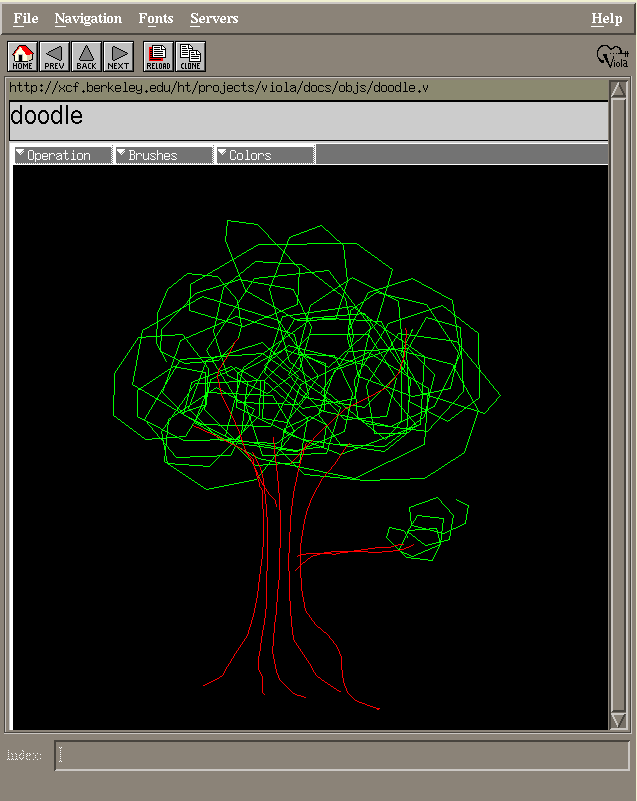 File Navigation Fonts Servers Help
HOME PREV BACK NEXT RELOAD CLONE Viola
http://xcf.berkeley.edu/ht/projects/viola/docs/objs/doodle.v
doodle
Operation Brushes Colors
Index: